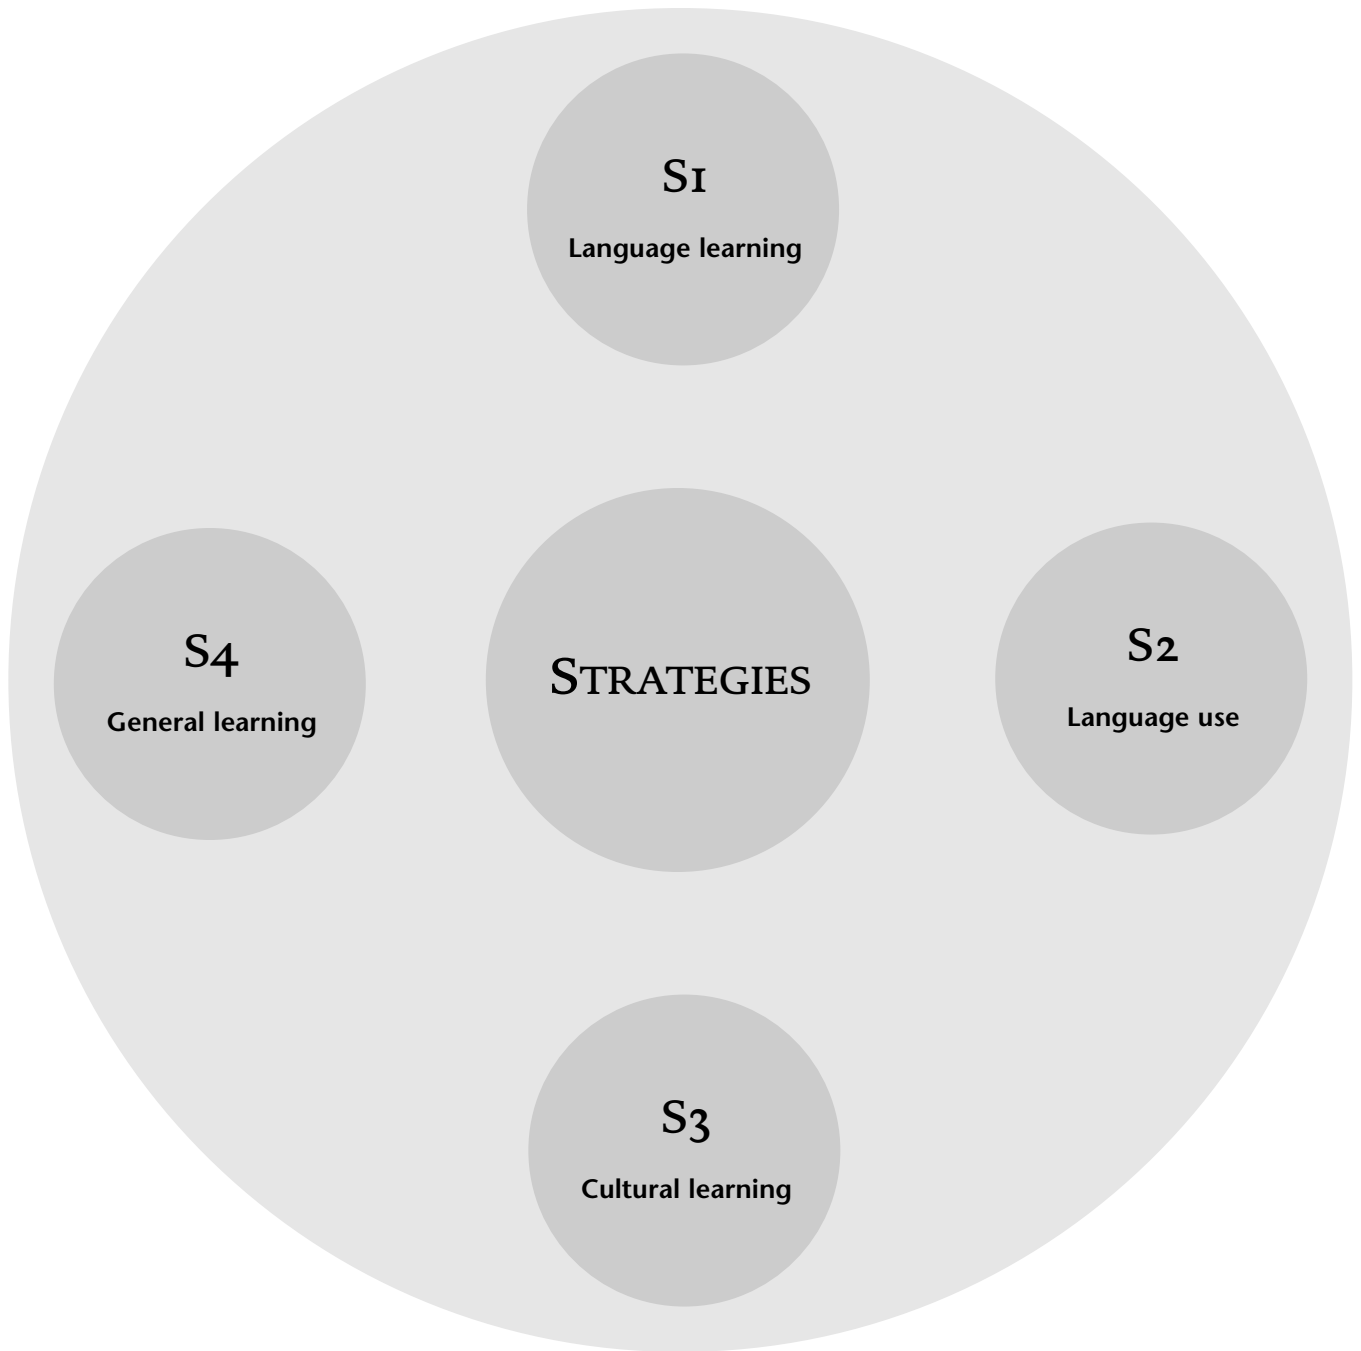 S1
Language learning
S4
General learning
STRATEGIES
S2
Language use
S3
Cultural learning